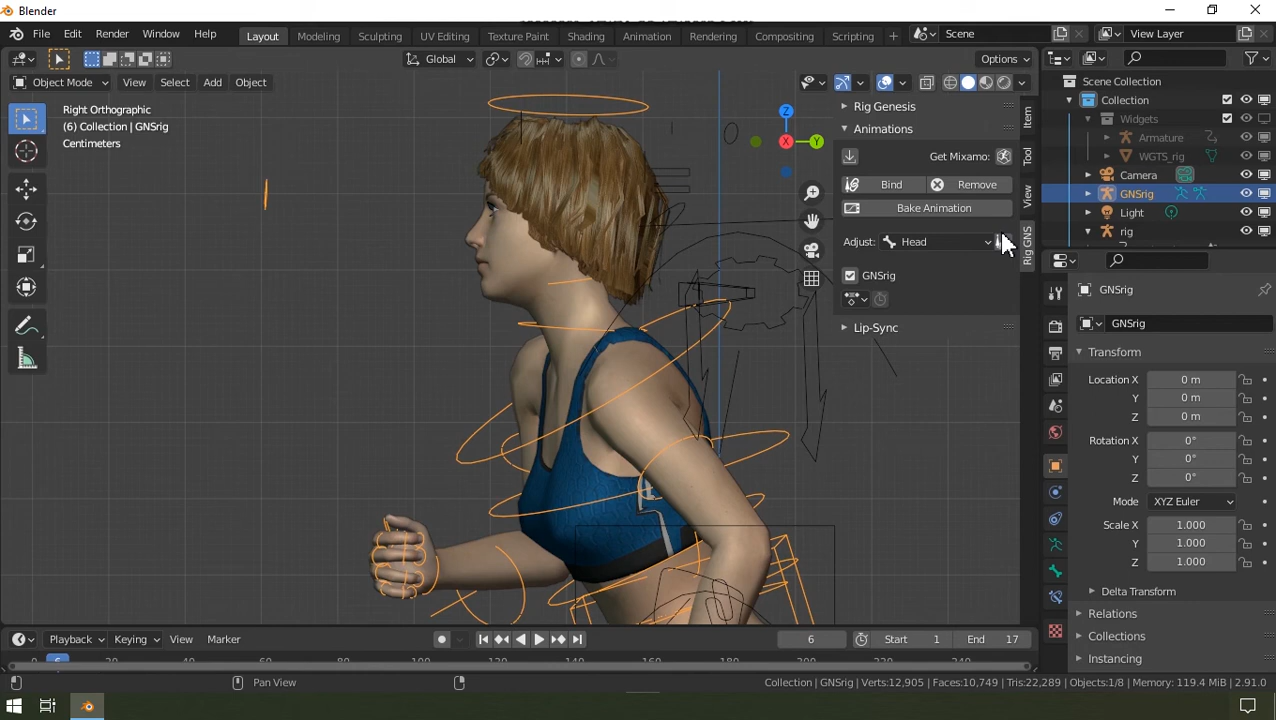 Blender
File Edit Render Window Help
Layout Modeling Sculpting UV Editing Texture Paint Shading Animation Rendering Compositing Scripting +
Scene View Layer
Global Options
Object Mode View Select Add Object
Right Orthographic
(6) Collection | GNSrig
Centimeters
Z
X Y
Rig Genesis
Animations
Get Mixamo:
Bind Remove
Bake Animation
Adjust: Head
GNSrig
Lip-Sync
Item
Tool
View
Rig GNS
Scene Collection
Collection
Widgets
Armature
WGTS_rig
Camera
GNSrig
Light
rig
GNSrig
GNSrig
Transform
Location X 0 m
Y 0 m
Z 0 m
Rotation X 0°
Y 0°
Z 0°
Mode XYZ Euler
Scale X 1.000
Y 1.000
Z 1.000
Delta Transform
Relations
Collections
Instancing
Playback Keying View Marker
6 Start 1 End 17
6
Pan View
Collection | GNSrig | Verts:12,905 | Faces:10,749 | Tris:22,289 | Objects:1/8 | Memory: 119.4 MiB | 2.91.0